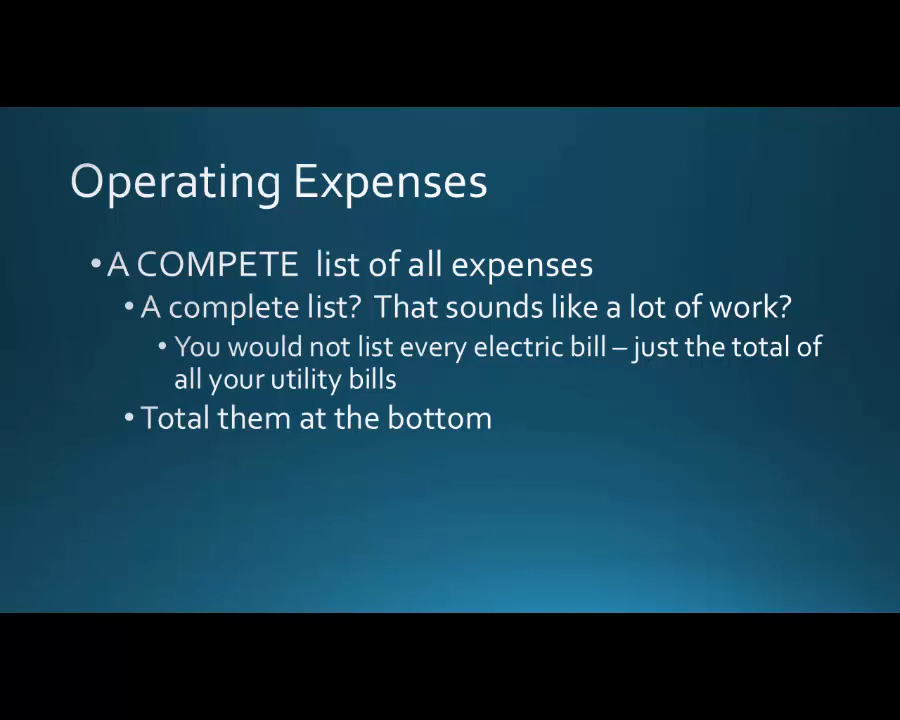 Operating Expenses
•A COMPETE  list of all expenses
• A complete list?  That sounds like a lot of work?
• You would not list every electric bill – just the total of
all your utility bills
• Total them at the bottom